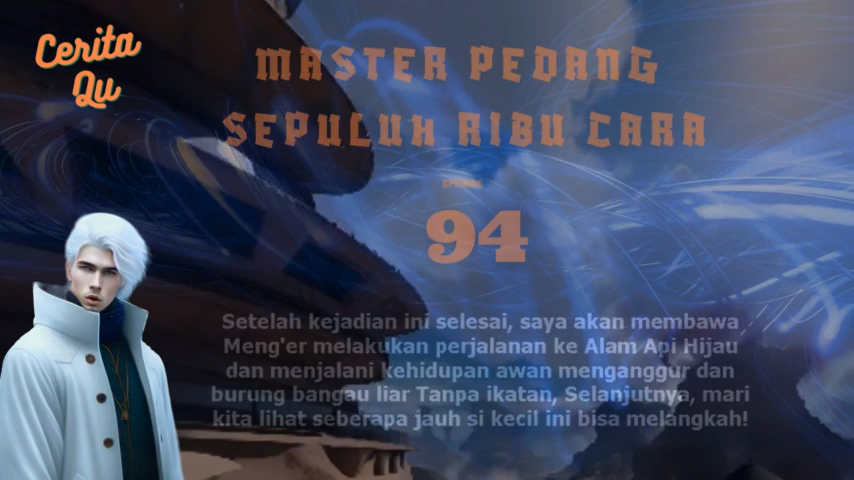 Cerita
Qu
MASTER PEDANG
SEPULUH RIBU CARA
EPISODE
94
Setelah kejadian ini selesai, saya akan membawa
Meng'er melakukan perjalanan ke Alam Api Hijau
dan menjalani kehidupan awan menganggur dan
burung bangau liar Tanpa ikatan, Selanjutnya, mari
kita lihat seberapa jauh si kecil ini bisa melangkah!